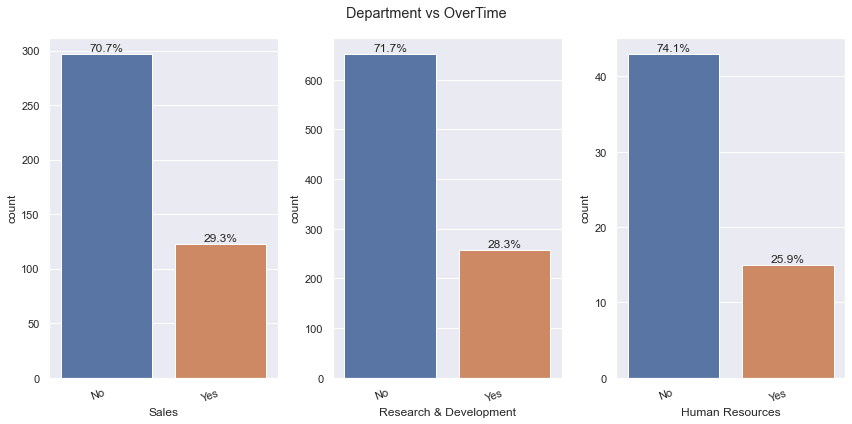 Department vs OverTime
70.7%
29.3%
300
250
200
150
100
50
0
count
No
Yes
Sales
71.7%
28.3%
600
500
400
300
200
100
0
count
No
Yes
Research & Development
74.1%
25.9%
40
30
20
10
0
count
No
Yes
Human Resources